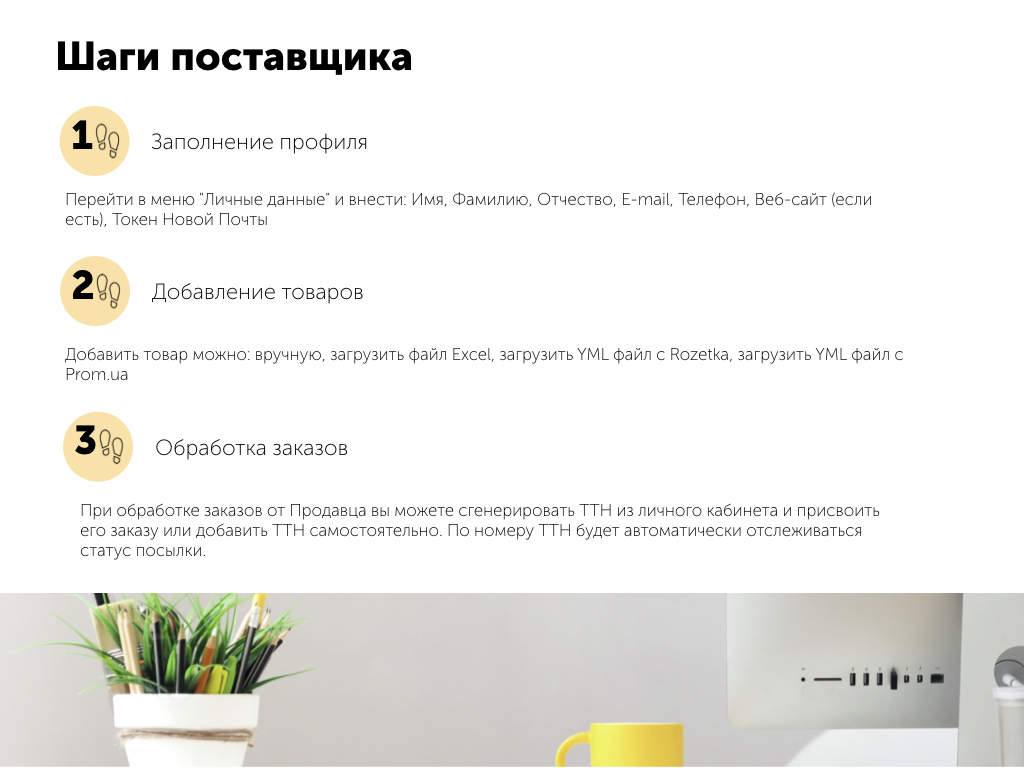 Шаги поставщика
1
Заполнение профиля
Перейти в меню "Личные данные" и внести: Имя, Фамилию, Отчество, E-mail, Телефон, Веб-сайт (если
есть), Токен Новой Почты
2
Добавление товаров
Добавить товар можно: вручную, загрузить файл Excel, загрузить YML файл с Rozetka, загрузить YML файл с
Prom.ua
3
Обработка заказов
При обработке заказов от Продавца вы можете сгенерировать ТТН из личного кабинета и присвоить
его заказу или добавить ТТН самостоятельно. По номеру ТТН будет автоматически отслеживаться
статус посылки.